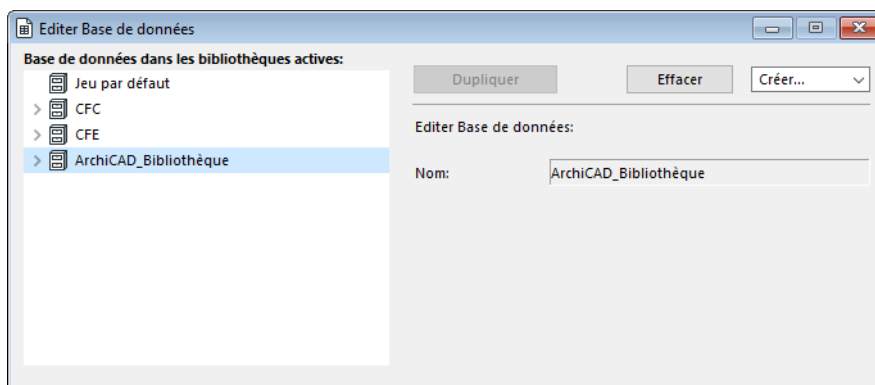 Editer Base de données
Base de données dans les bibliothèques actives:
Jeu par défaut
CFC
CFE
ArchiCAD_Bibliothèque
Dupliquer
Effacer
Créer...
Editer Base de données:
Nom:
ArchiCAD_Bibliothèque